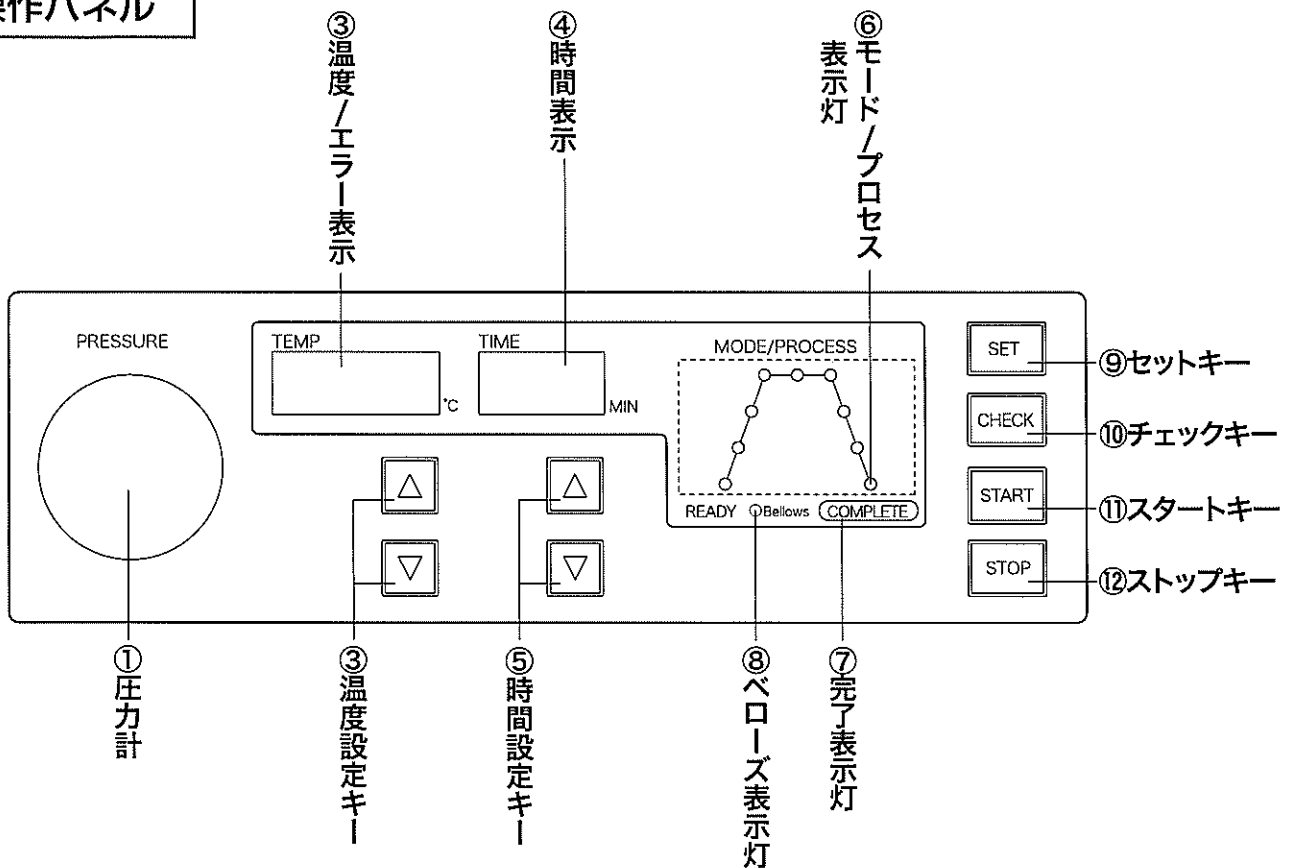 操作パネル
③温度/エラー表示
④時間表示
⑥モード/プロセス
表示灯
PRESSURE
TEMP
°C
TIME
MIN
MODE/PROCESS
READY
Bellows
COMPLETE
SET
CHECK
START
STOP
⑨セットキー
⑩チェックキー
⑪スタートキー
⑫ストップキー
①圧力計
③温度設定キー
⑤時間設定キー
⑧ベローズ表示灯
⑦完了表示灯